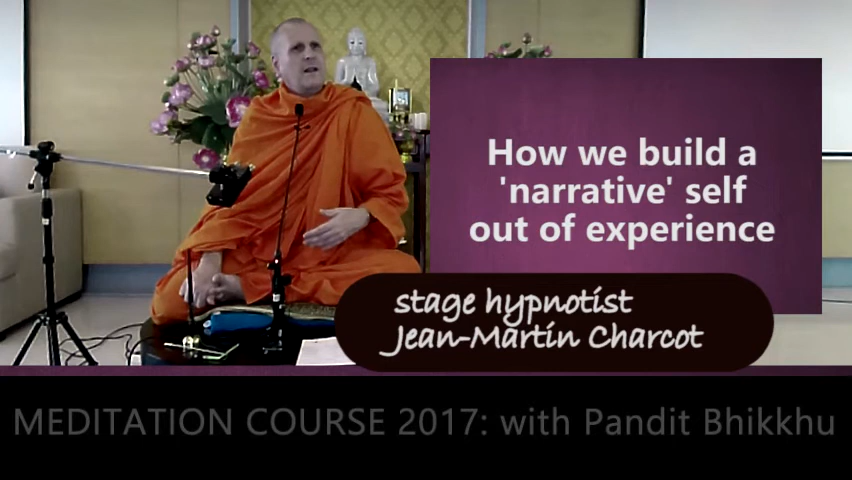 How we build a
'narrative' self
out of experience
stage hypnotist
Jean-Martin Charcot
MEDITATION COURSE 2017: with Pandit Bhikkhu